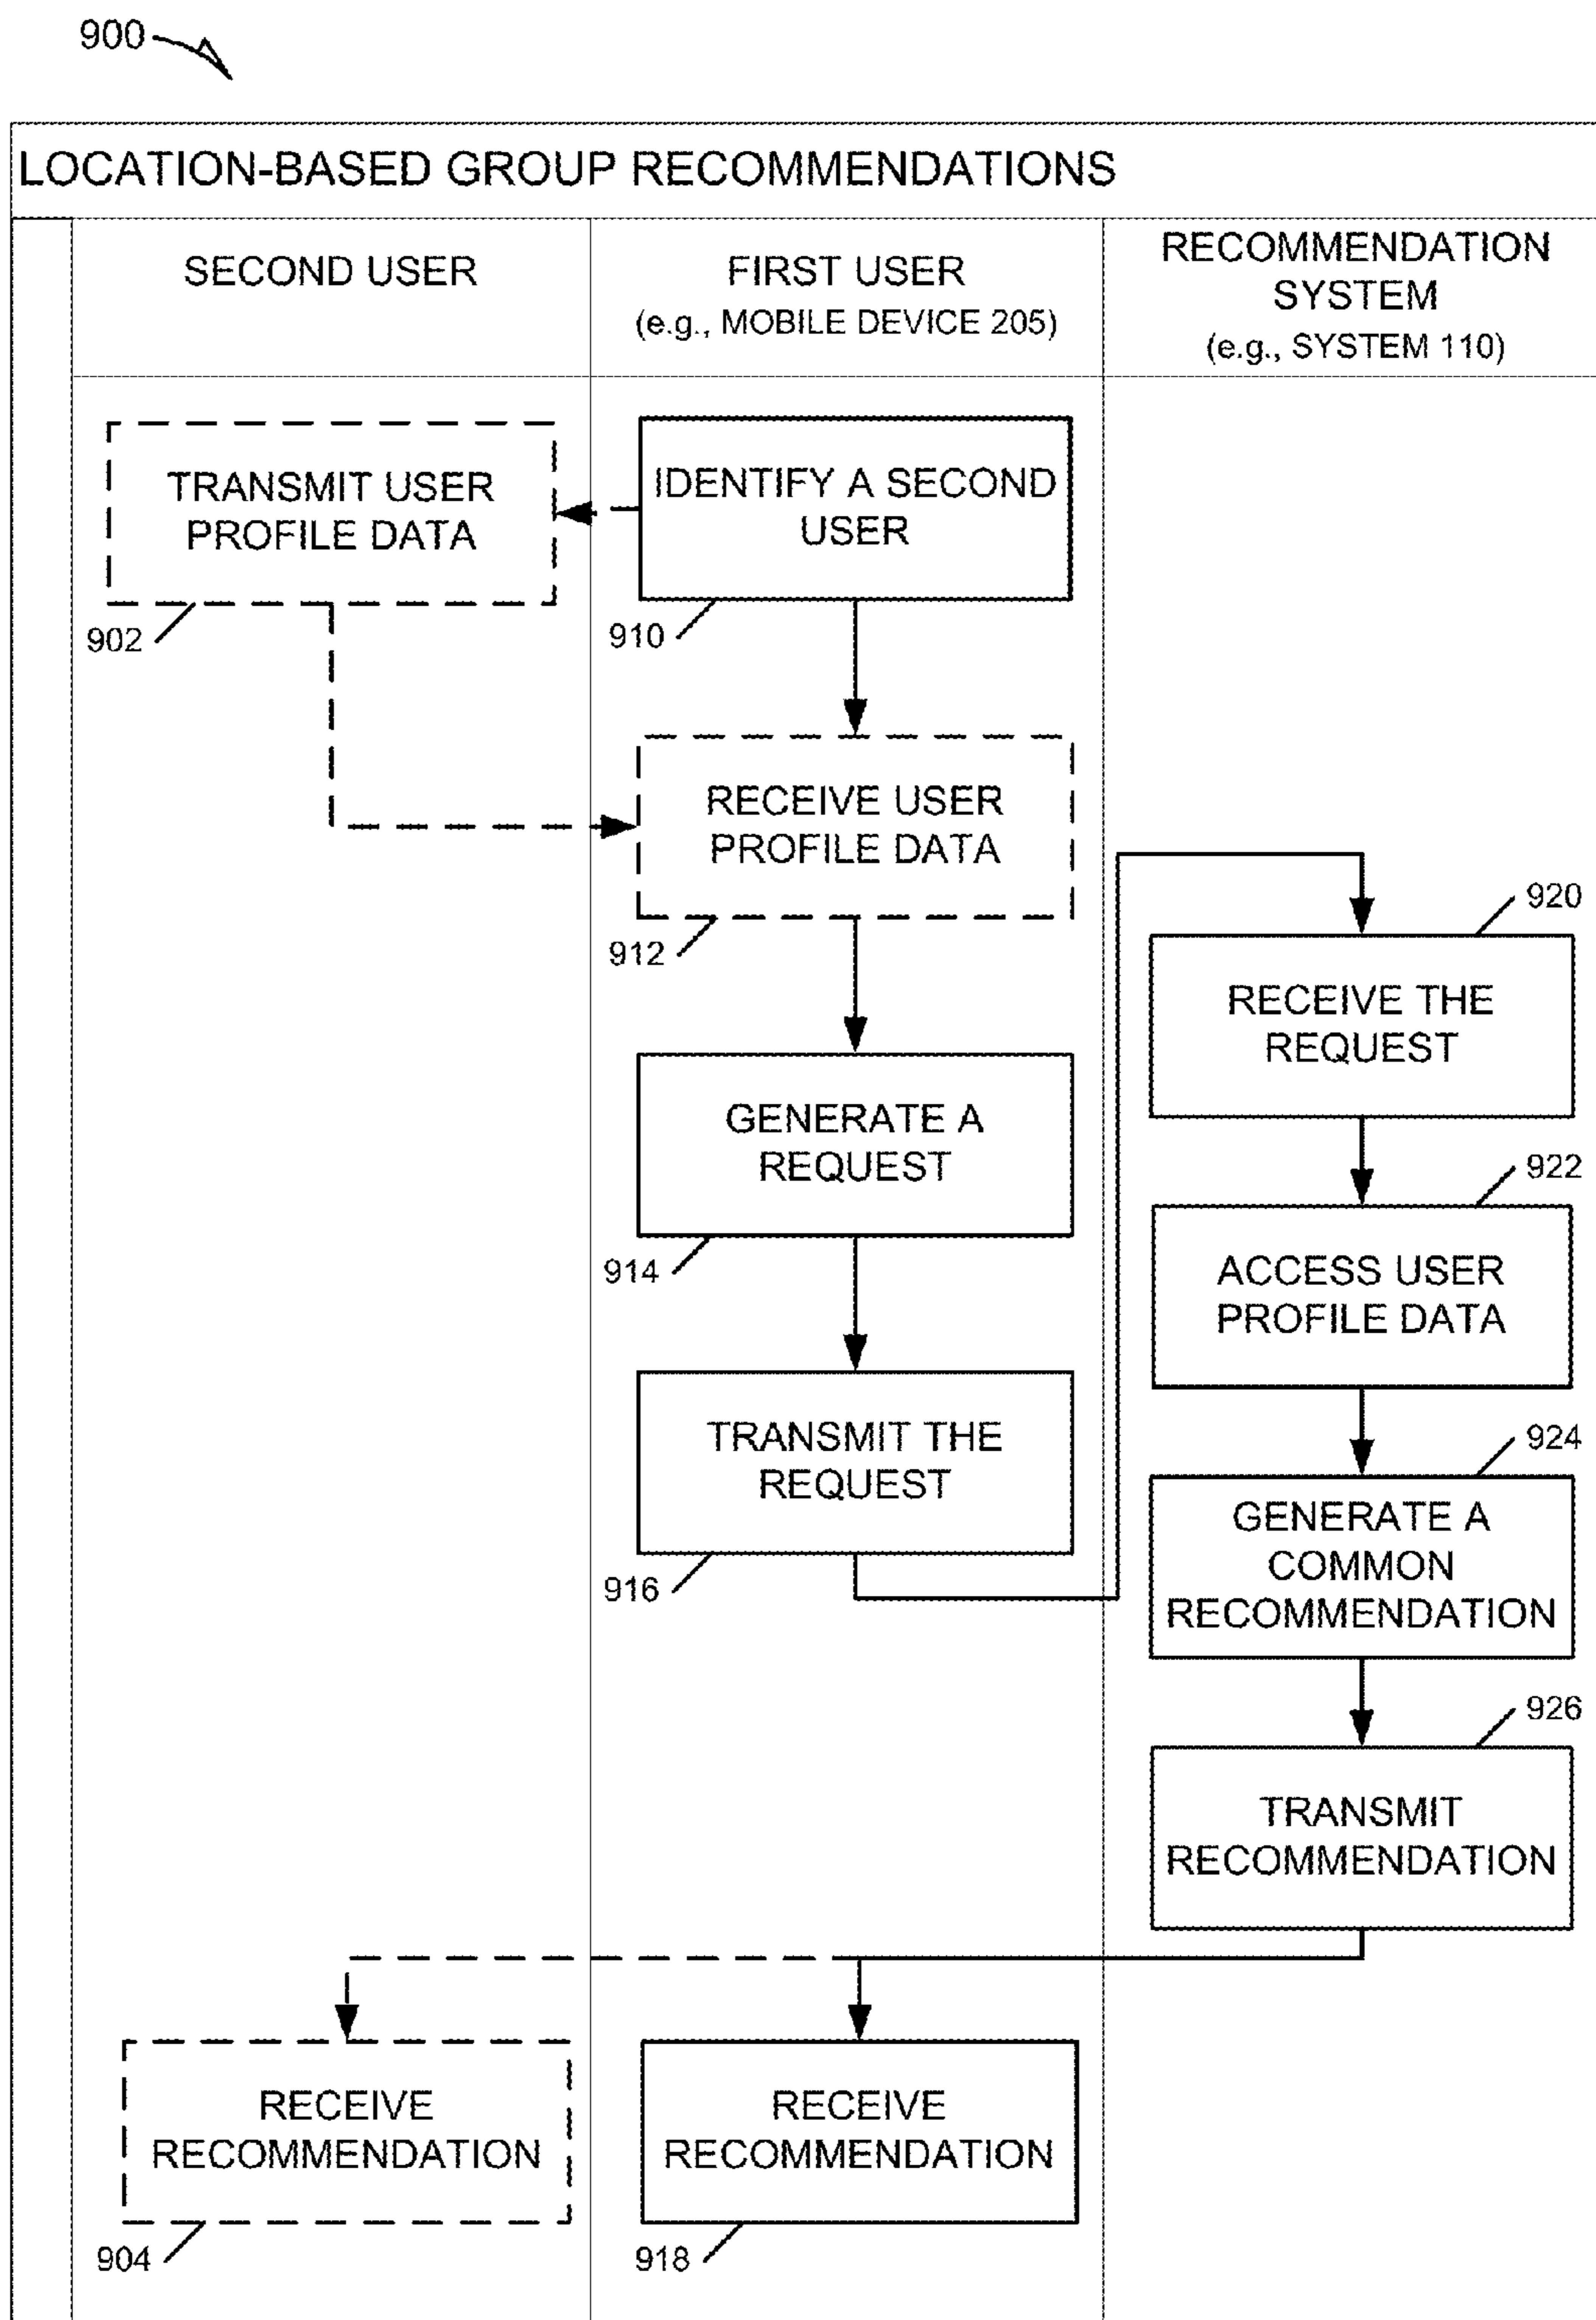 900
LOCATION-BASED GROUP RECOMMENDATIONS
SECOND USER
FIRST USER
(e.g., MOBILE DEVICE 205)
RECOMMENDATION
SYSTEM
(e.g., SYSTEM 110)
TRANSMIT USER
PROFILE DATA
902
IDENTIFY A SECOND
USER
910
RECEIVE USER
PROFILE DATA
912
GENERATE A
REQUEST
914
TRANSMIT THE
REQUEST
916
920
RECEIVE THE
REQUEST
922
ACCESS USER
PROFILE DATA
924
GENERATE A
COMMON
RECOMMENDATION
926
TRANSMIT
RECOMMENDATION
RECEIVE
RECOMMENDATION
904
RECEIVE
RECOMMENDATION
918